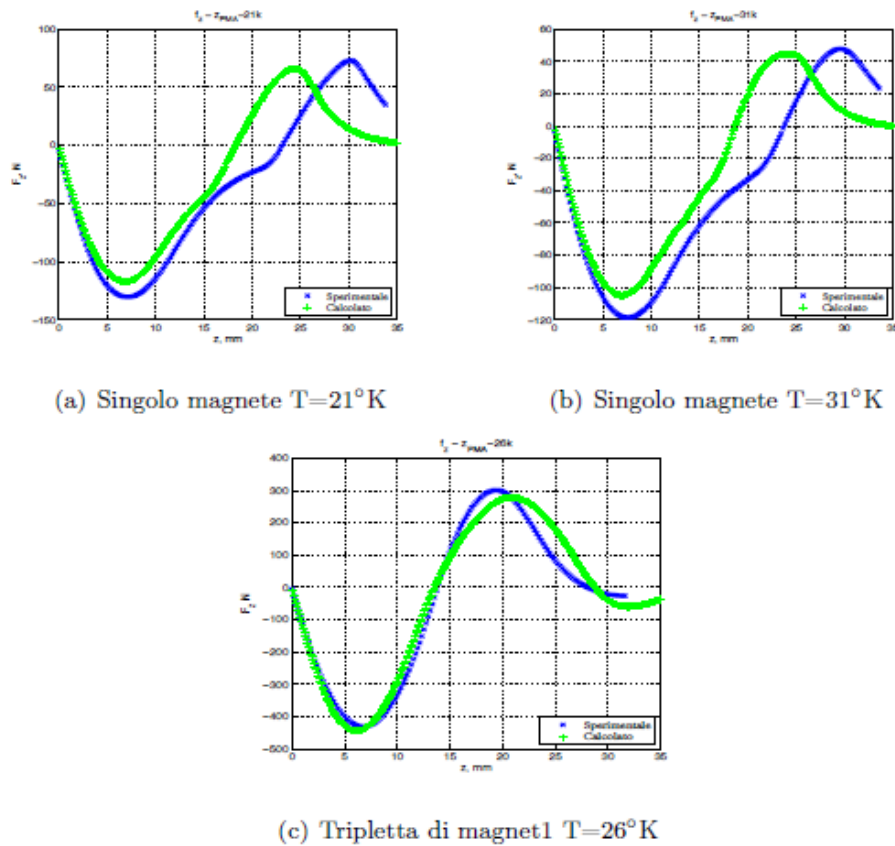 f_z − z_PMA−21k
100
50
0
−50
−100
−150
F_z, N
0 5 10 15 20 25 30 35
z, mm
Sperimentale
Calcolato
f_z − z_PMA−31k
60
40
20
0
−20
−40
−60
−80
−100
−120
F_z, N
0 5 10 15 20 25 30 35
z, mm
Sperimentale
Calcolato
(a) Singolo magnete T=21°K
(b) Singolo magnete T=31°K
f_z − z_PMA−26k
400
300
200
100
0
−100
−200
−300
−400
−500
F_z, N
0 5 10 15 20 25 30 35
z, mm
Sperimentale
Calcolato
(c) Tripletta di magnet1 T=26°K